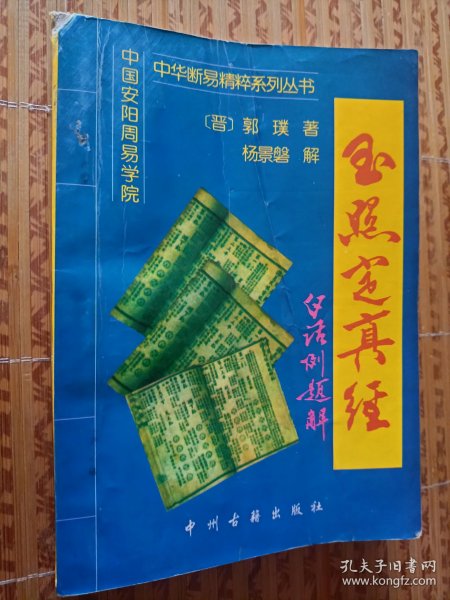 中国安阳周易学院
中华断易精粹系列丛书
〔晋〕郭璞 著
杨景磐 解
玉照定真经
白话例题解
中州古籍出版社
孔夫子旧书网
www.kongfz.com